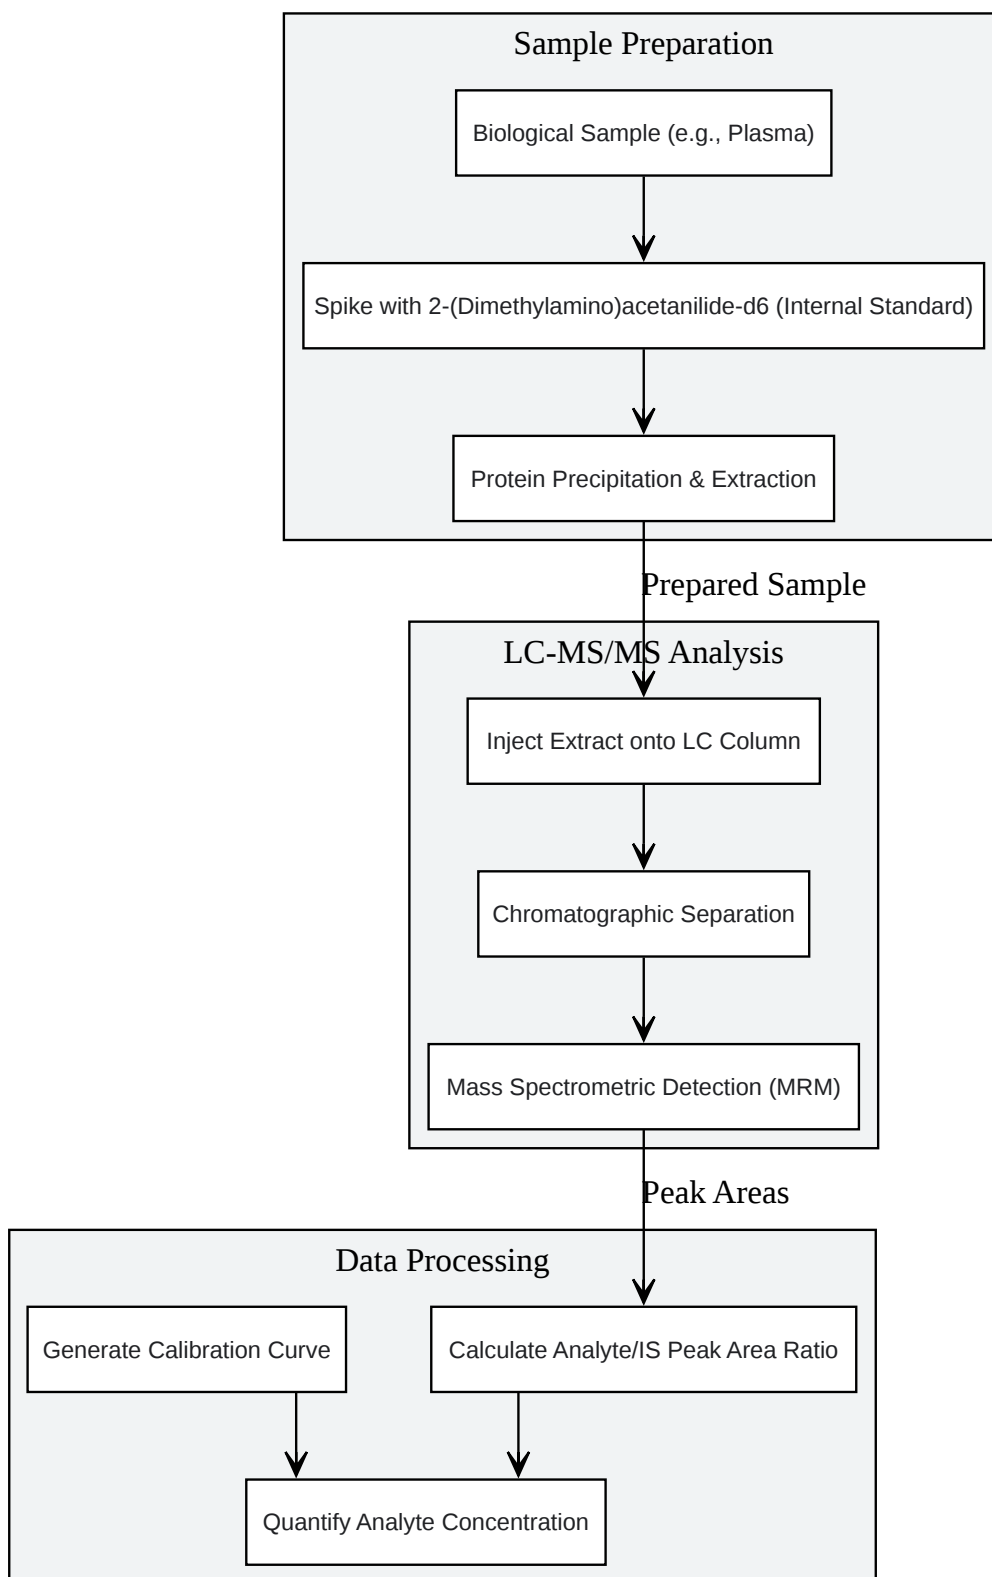 Sample Preparation
Biological Sample (e.g., Plasma)
Spike with 2-(Dimethylamino)acetanilide-d6 (Internal Standard)
Protein Precipitation & Extraction
Prepared Sample
LC-MS/MS Analysis
Inject Extract onto LC Column
Chromatographic Separation
Mass Spectrometric Detection (MRM)
Peak Areas
Data Processing
Generate Calibration Curve
Calculate Analyte/IS Peak Area Ratio
Quantify Analyte Concentration